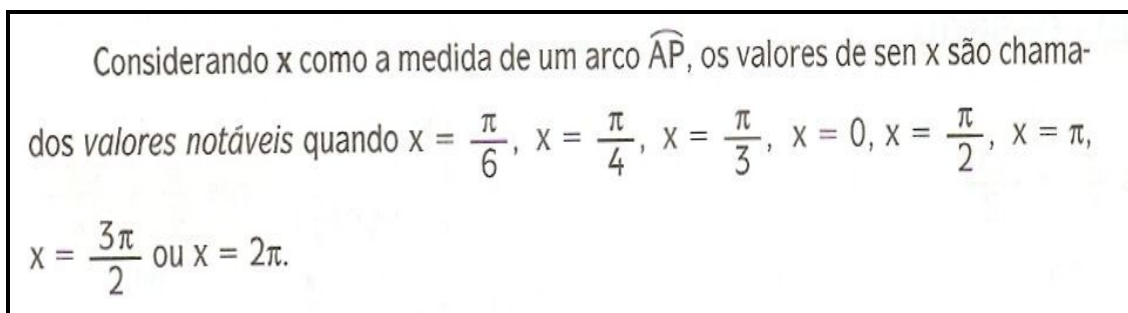 Considerando x como a medida de um arco A͡P, os valores de sen x são chama-
dos valores notáveis quando x = π/6, x = π/4, x = π/3, x = 0, x = π/2, x = π,
x = 3π/2 ou x = 2π.